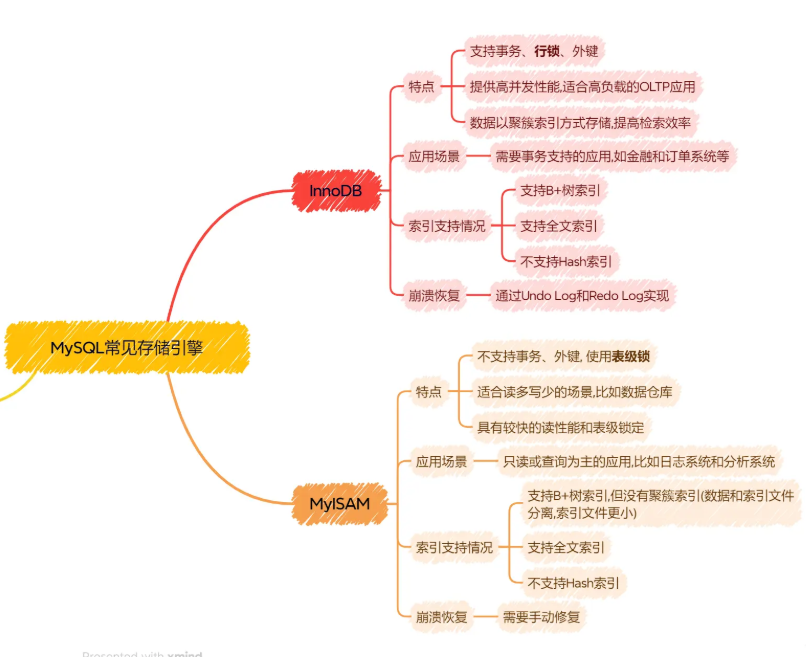 支持事务、行锁、外键
特点
提供高并发性能,适合高负载的OLTP应用
数据以聚簇索引方式存储,提高检索效率
应用场景
需要事务支持的应用,如金融和订单系统等
InnoDB
支持B+树索引
索引支持情况
支持全文索引
不支持Hash索引
崩溃恢复
通过Undo Log和Redo Log实现
MySQL常见存储引擎
不支持事务、外键, 使用表级锁
特点
适合读多写少的场景,比如数据仓库
具有较快的读性能和表级锁定
应用场景
只读或查询为主的应用,比如日志系统和分析系统
MyISAM
支持B+树索引,但没有聚簇索引(数据和索引文件
分离,索引文件更小)
索引支持情况
支持全文索引
不支持Hash索引
崩溃恢复
需要手动修复
Presented with xmind